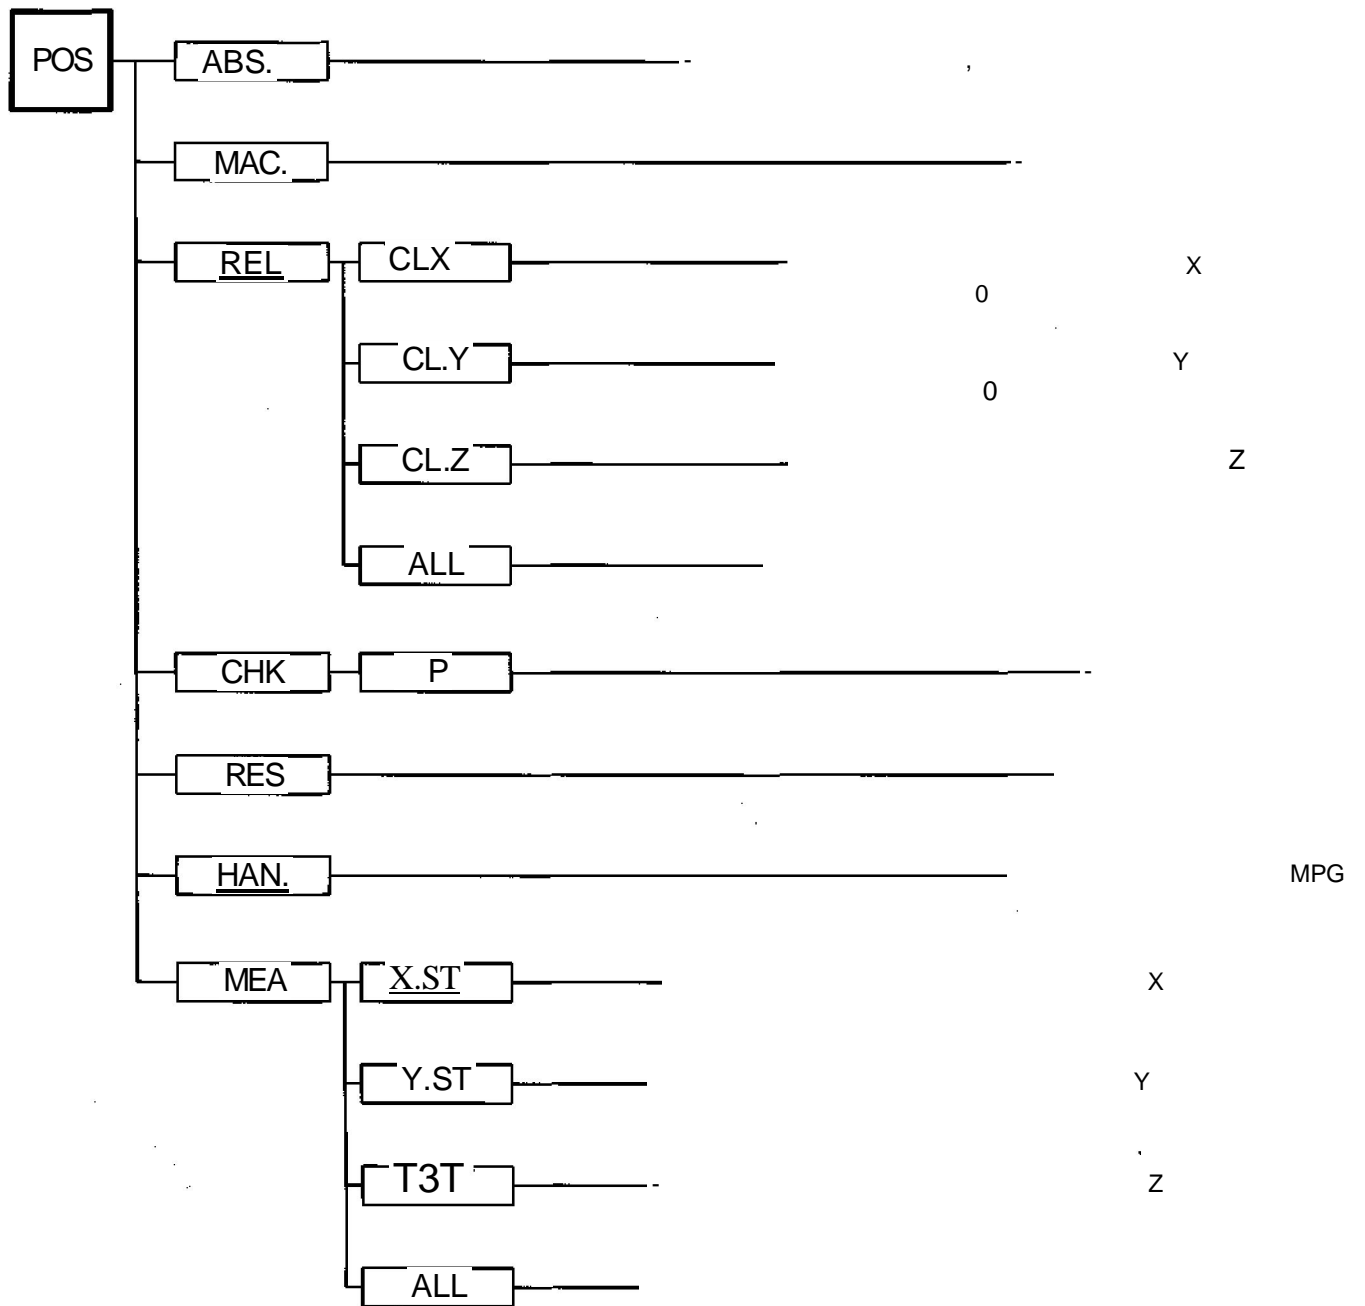 POS ABS. ,
MAC.
REL CLX X
0
CL.Y Y
0
CL.Z Z
ALL
CHK P
RES
HAN. MPG
MEA X.ST X
Y.ST Y
T3T Z
ALL